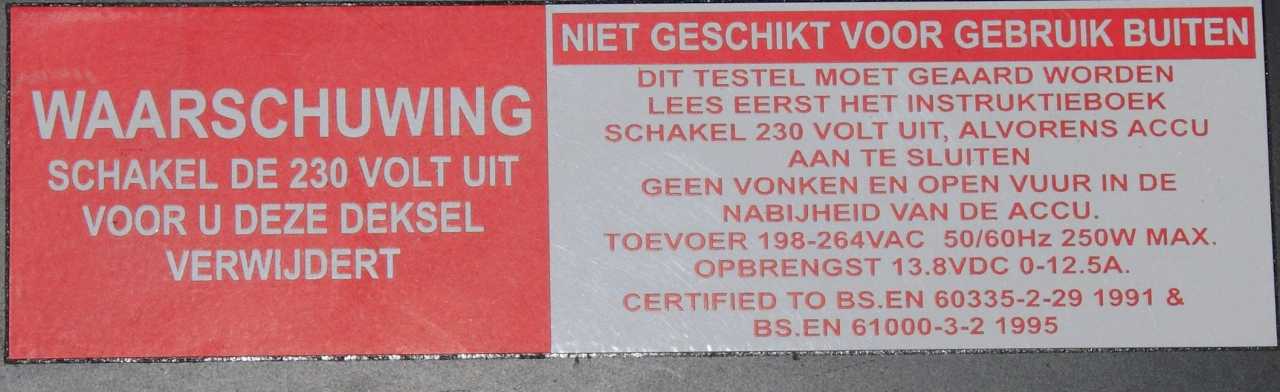 WAARSCHUWING
SCHAKEL DE 230 VOLT UIT
VOOR U DEZE DEKSEL
VERWIJDERT
NIET GESCHIKT VOOR GEBRUIK BUITEN
DIT TESTEL MOET GEAARD WORDEN
LEES EERST HET INSTRUKTIEBOEK
SCHAKEL 230 VOLT UIT, ALVORENS ACCU
AAN TE SLUITEN
GEEN VONKEN EN OPEN VUUR IN DE
NABIJHEID VAN DE ACCU.
TOEVOER 198-264VAC 50/60Hz 250W MAX.
OPBRENGST 13.8VDC 0-12.5A.
CERTIFIED TO BS.EN 60335-2-29 1991 &
BS.EN 61000-3-2 1995